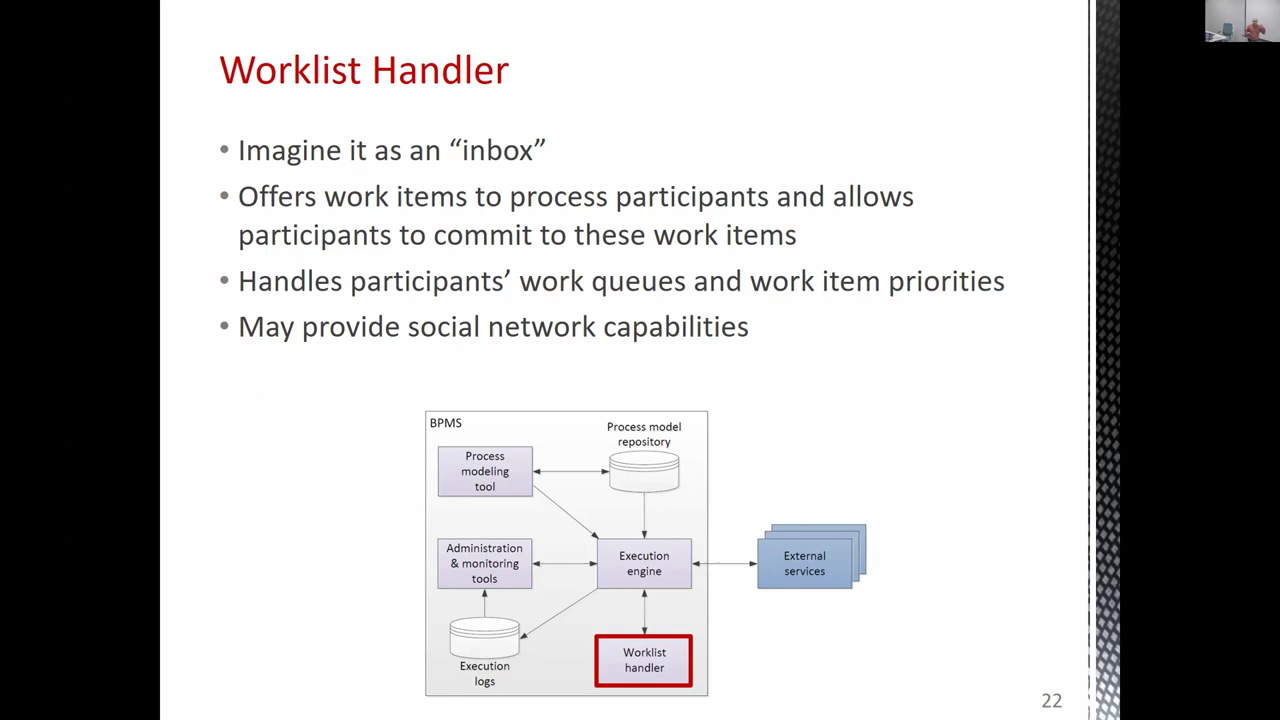 Worklist Handler
• Imagine it as an “inbox”
• Offers work items to process participants and allows
participants to commit to these work items
• Handles participants’ work queues and work item priorities
• May provide social network capabilities
BPMS
Process model
repository
Process
modeling
tool
Administration
& monitoring
tools
Execution
engine
External
services
Worklist
handler
Execution
logs
22